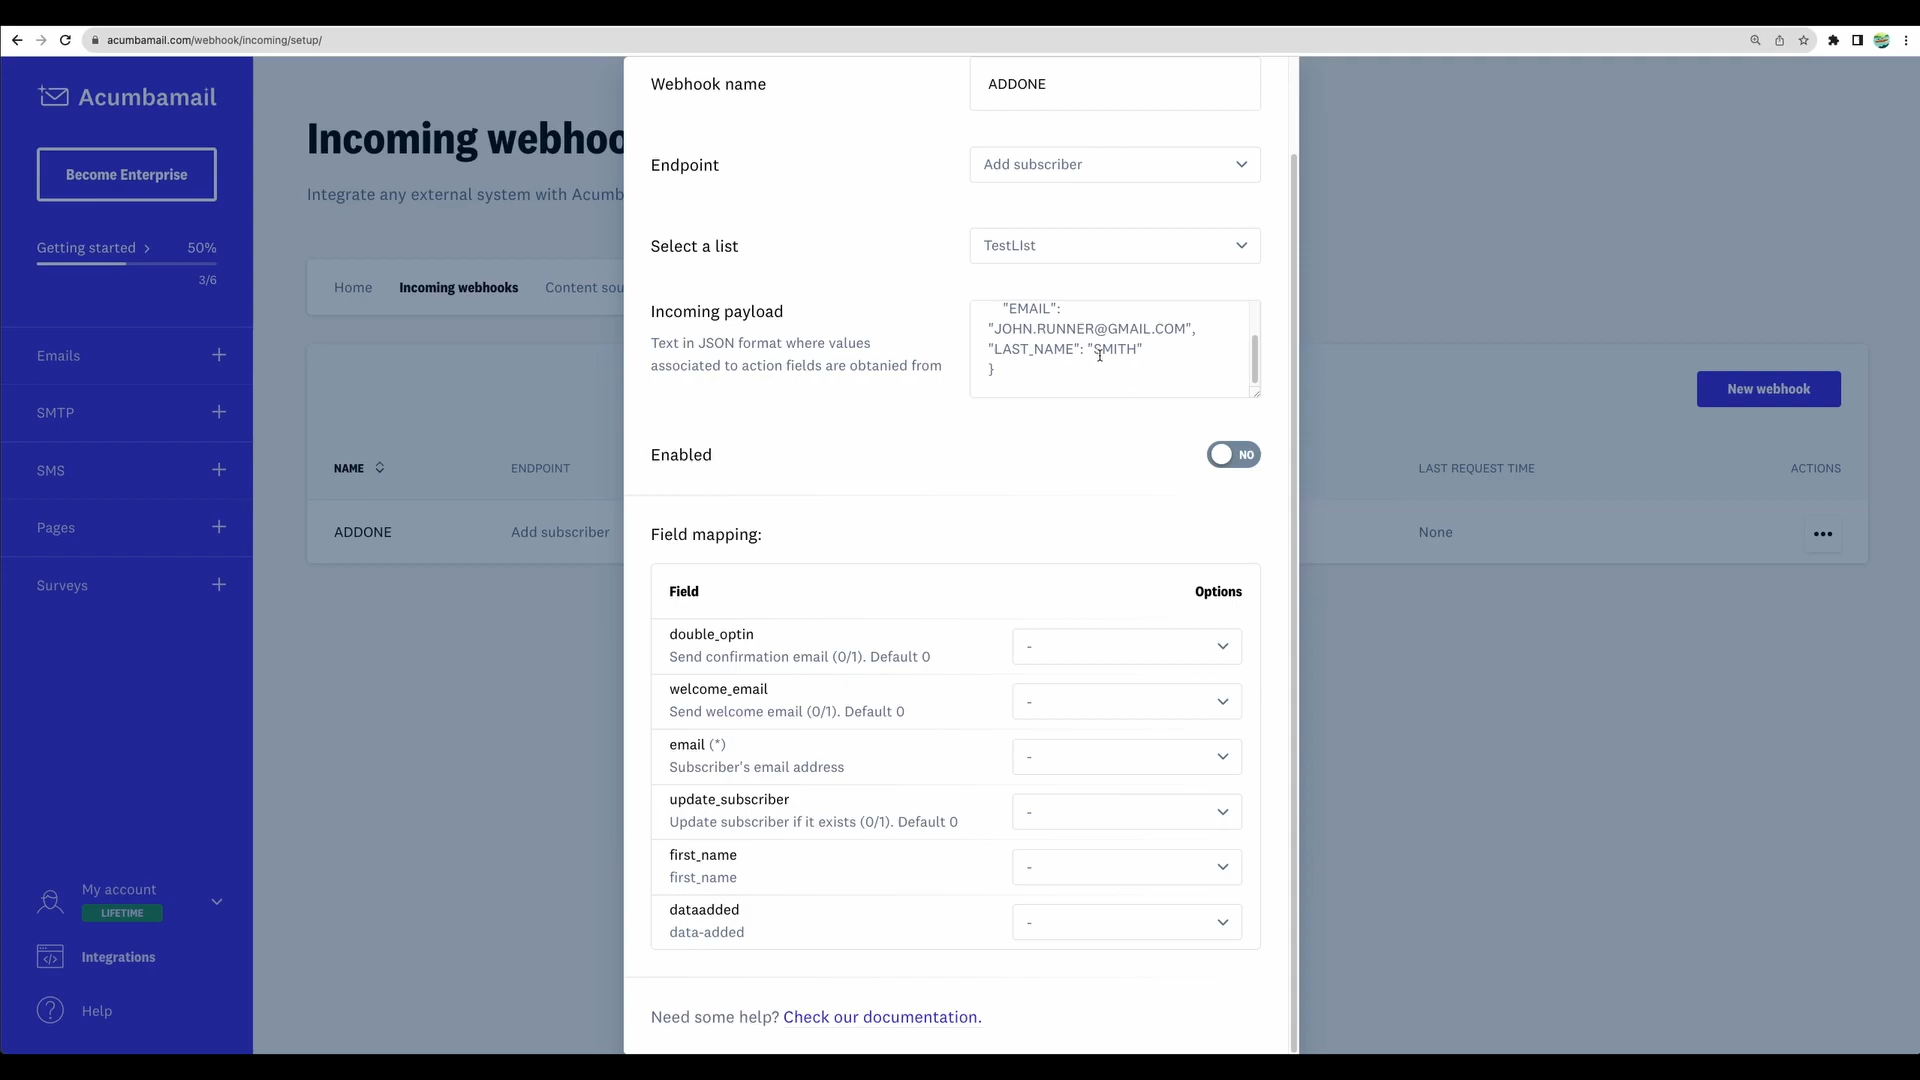 acumbamail.com/webhook/incoming/setup/
Acumbamail
Become Enterprise
Getting started
50%
3/6
Emails
SMTP
SMS
Pages
Surveys
My account
LIFETIME
Integrations
Help
Incoming webhoo
Integrate any external system with Acumb
Home
Incoming webhooks
Content sou
New webhook
NAME
ENDPOINT
LAST REQUEST TIME
ACTIONS
ADDONE
Add subscriber
None
Webhook name
ADDONE
Endpoint
Add subscriber
Select a list
TestLIst
Incoming payload
Text in JSON format where values
associated to action fields are obtanied from
"EMAIL":
"JOHN.RUNNER@GMAIL.COM",
"LAST_NAME": "SMITH"
}
Enabled
NO
Field mapping:
Field
Options
double_optin
Send confirmation email (0/1). Default 0
-
welcome_email
Send welcome email (0/1). Default 0
-
email (*)
Subscriber's email address
-
update_subscriber
Update subscriber if it exists (0/1). Default 0
-
first_name
first_name
-
dataadded
data-added
-
Need some help? Check our documentation.